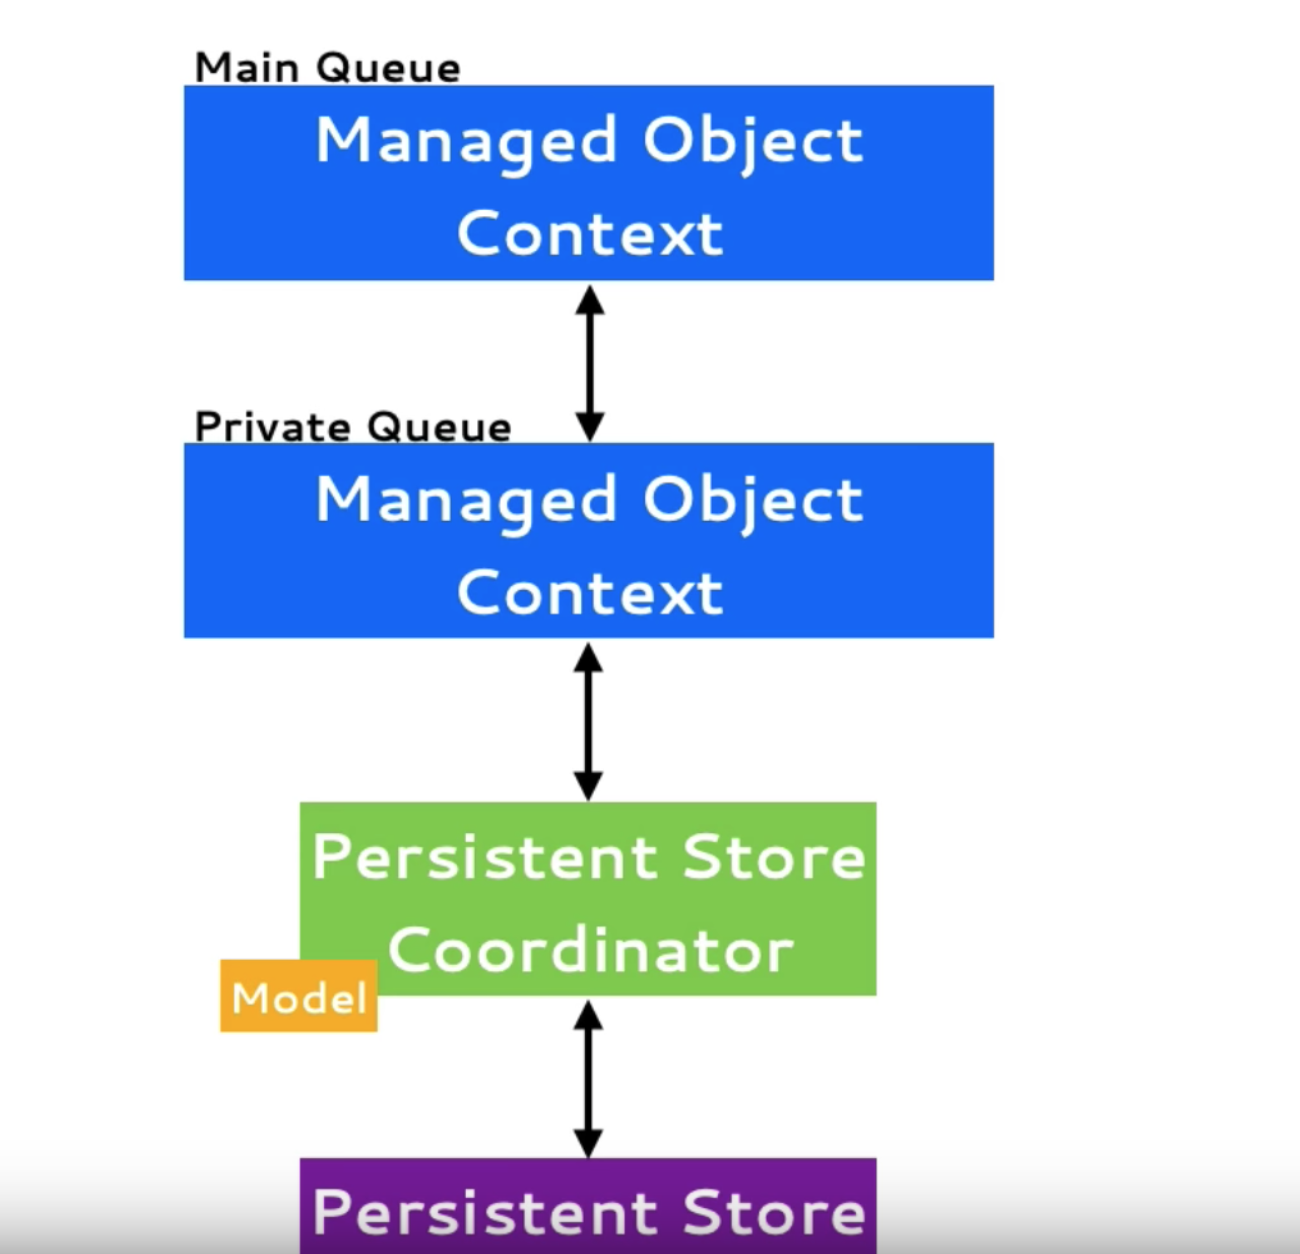 Main Queue
Managed Object
Context
Private Queue
Managed Object
Context
Persistent Store
Coordinator
Model
Persistent Store